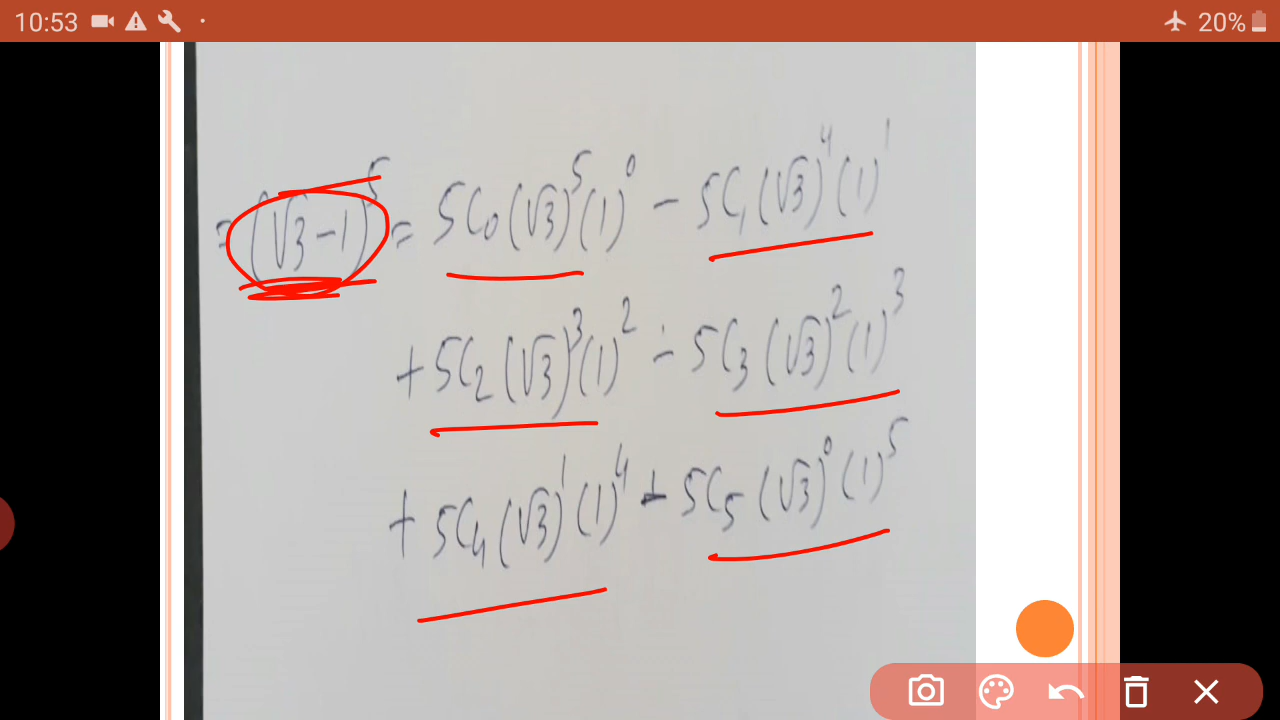 10:53 20%
= (√3-1)⁵ = 5C₀(√3)⁵(1)⁰ - 5C₁(√3)⁴(1)¹
+ 5C₂(√3)³(1)² - 5C₃(√3)²(1)³
+ 5C₄(√3)¹(1)⁴ - 5C₅(√3)⁰(1)⁵